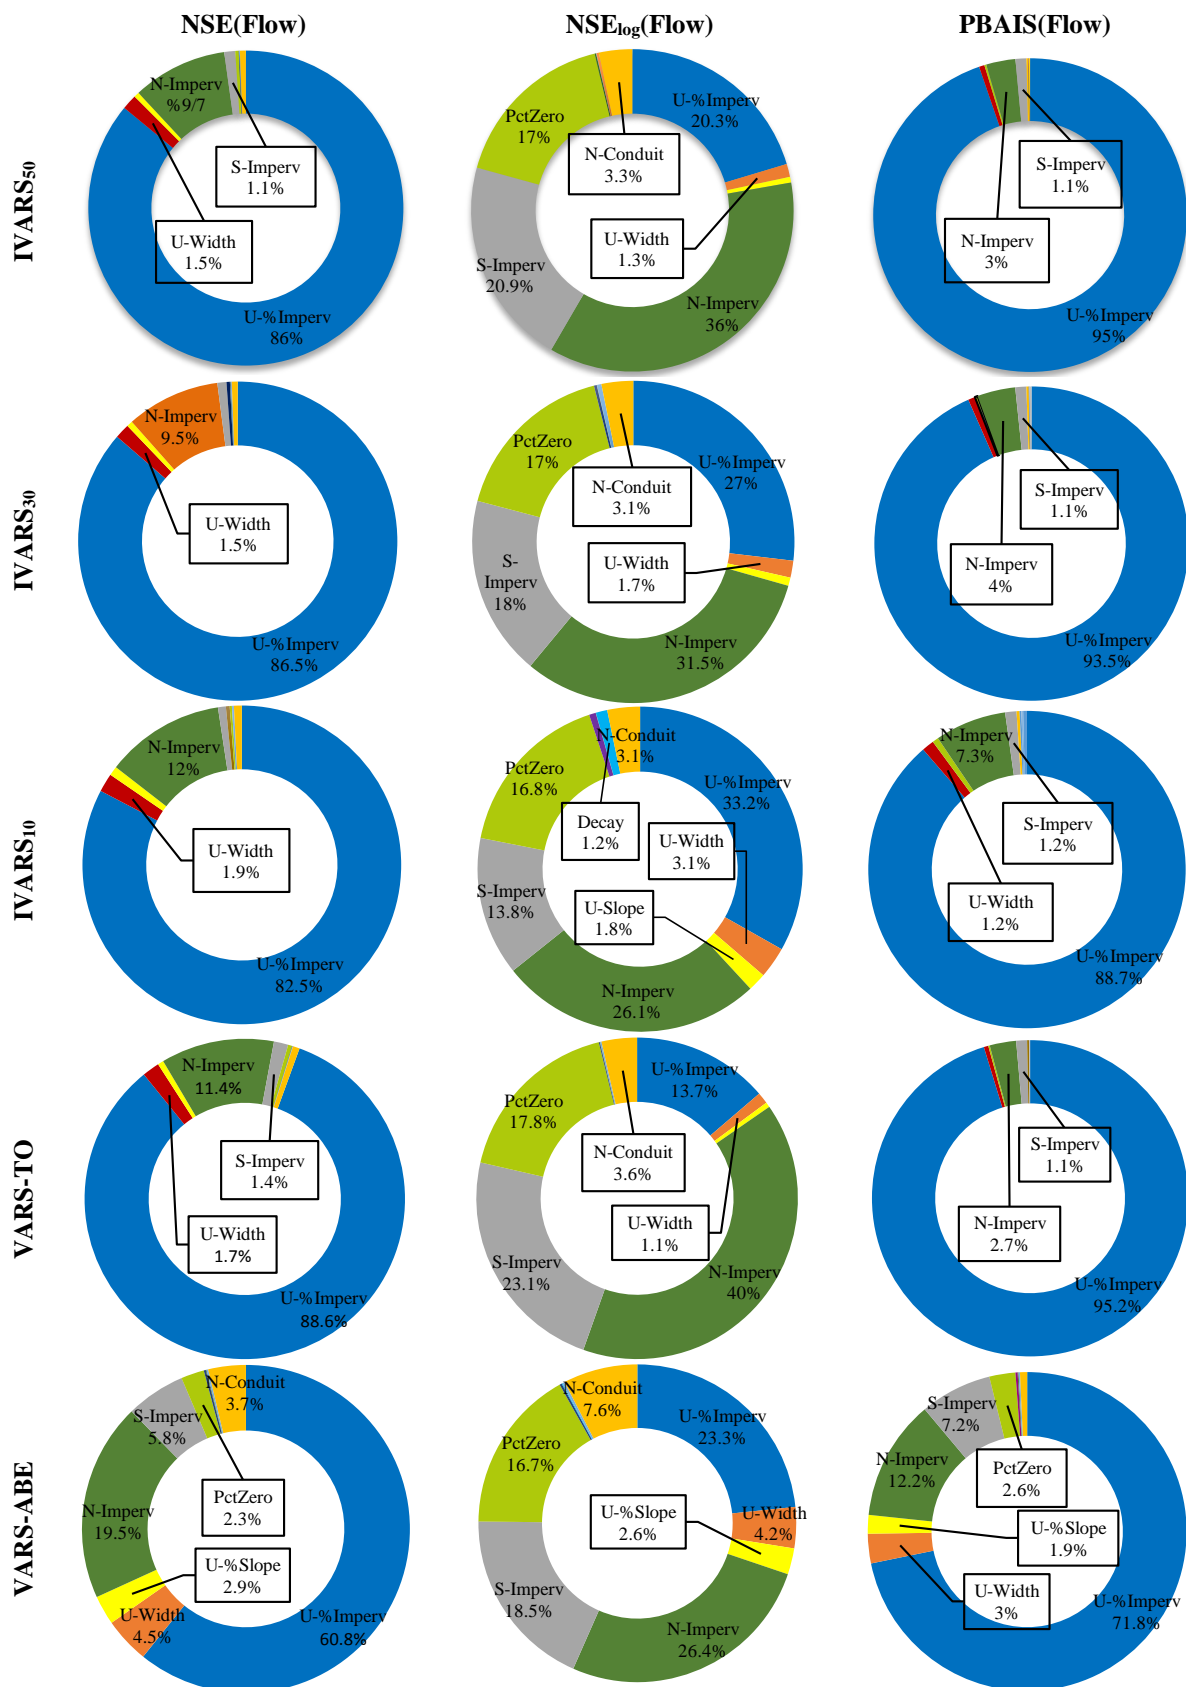 NSE(Flow)
NSElog(Flow)
PBAIS(Flow)
IVARS50
N-Imperv
%9/7
S-Imperv
1.1%
U-Width
1.5%
U-%Imperv
86%
PctZero
17%
U-%Imperv
20.3%
N-Conduit
3.3%
U-Width
1.3%
S-Imperv
20.9%
N-Imperv
36%
S-Imperv
1.1%
N-Imperv
3%
U-%Imperv
95%
IVARS30
N-Imperv
9.5%
U-Width
1.5%
U-%Imperv
86.5%
PctZero
17%
U-%Imperv
27%
N-Conduit
3.1%
U-Width
1.7%
S-
Imperv
18%
N-Imperv
31.5%
S-Imperv
1.1%
N-Imperv
4%
U-%Imperv
93.5%
IVARS10
N-Imperv
12%
U-Width
1.9%
U-%Imperv
82.5%
N-Conduit
3.1%
PctZero
16.8%
U-%Imperv
33.2%
Decay
1.2%
U-Width
3.1%
S-Imperv
13.8%
U-Slope
1.8%
N-Imperv
26.1%
N-Imperv
7.3%
S-Imperv
1.2%
U-Width
1.2%
U-%Imperv
88.7%
VARS-TO
N-Imperv
11.4%
S-Imperv
1.4%
U-Width
1.7%
U-%Imperv
88.6%
PctZero
17.8%
U-%Imperv
13.7%
N-Conduit
3.6%
U-Width
1.1%
S-Imperv
23.1%
N-Imperv
40%
S-Imperv
1.1%
N-Imperv
2.7%
U-%Imperv
95.2%
VARS-ABE
N-Conduit
3.7%
S-Imperv
5.8%
PctZero
2.3%
N-Imperv
19.5%
U-%Slope
2.9%
U-Width
4.5%
U-%Imperv
60.8%
N-Conduit
7.6%
U-%Imperv
23.3%
PctZero
16.7%
U-%Slope
2.6%
U-Width
4.2%
S-Imperv
18.5%
N-Imperv
26.4%
S-Imperv
7.2%
N-Imperv
12.2%
PctZero
2.6%
U-%Slope
1.9%
U-Width
3%
U-%Imperv
71.8%